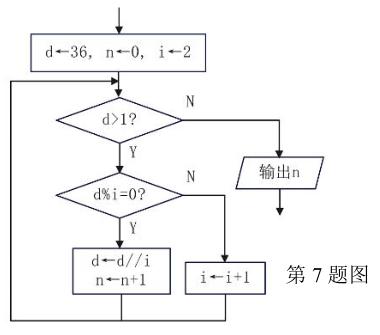 d←36, n←0, i←2
d>1?
N
Y
d%i=0?
N
输出n
Y
d←d//i
n←n+1
i←i+1
第7题图